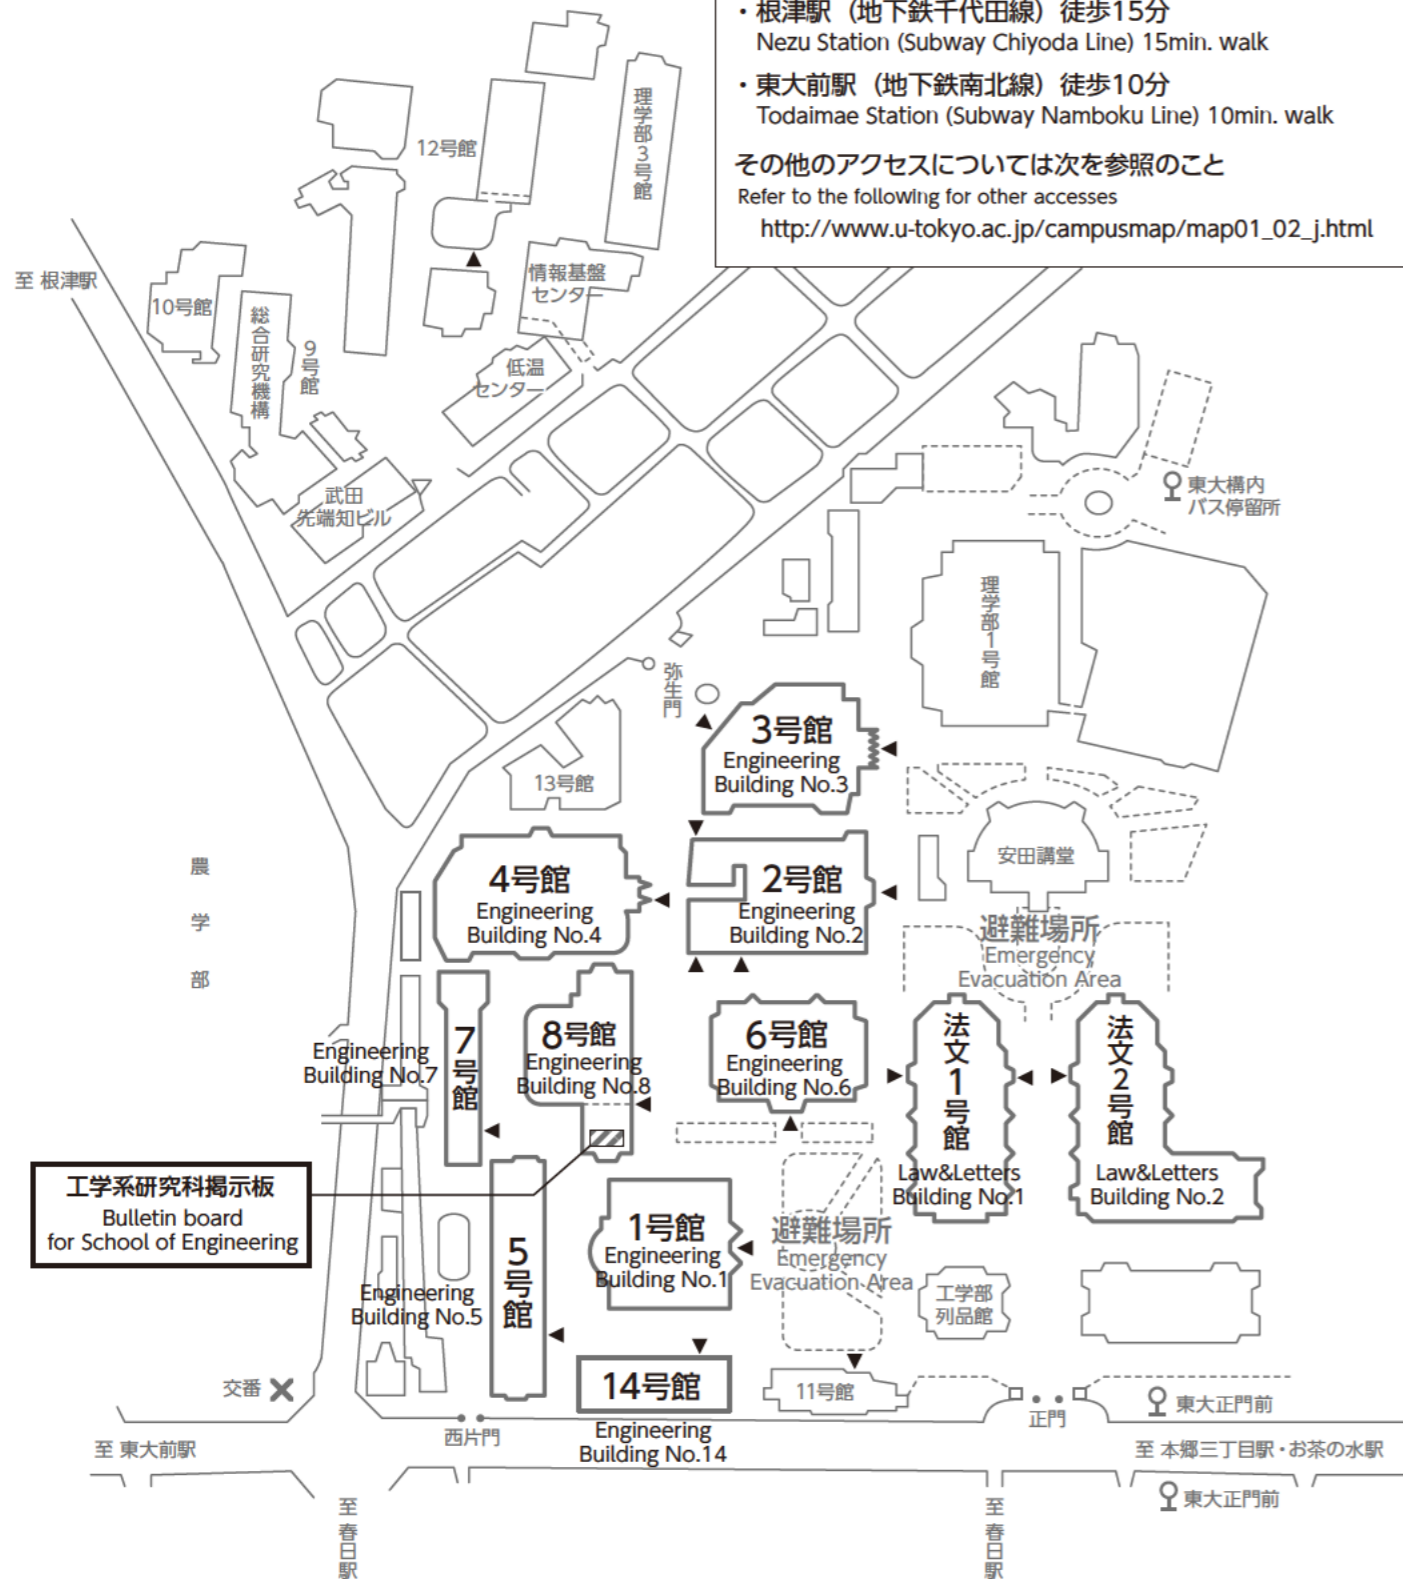 ・根津駅（地下鉄千代田線）徒歩15分
Nezu Station (Subway Chiyoda Line) 15min. walk
・東大前駅（地下鉄南北線）徒歩10分
Todaimae Station (Subway Namboku Line) 10min. walk
その他のアクセスについては次を参照のこと
Refer to the following for other accesses
http://www.u-tokyo.ac.jp/campusmap/map01_02_j.html
理学部3号館
12号館
至 根津駅
10号館
総合研究機構
9号館
情報基盤
センター
低温
センター
武田
先端知ビル
東大構内
バス停留所
理学部1号館
弥生門
3号館
Engineering
Building No.3
13号館
安田講堂
農学部
4号館
Engineering
Building No.4
2号館
Engineering
Building No.2
避難場所
Emergency
Evacuation Area
Engineering
Building No.7
7号館
8号館
Engineering
Building No.8
6号館
Engineering
Building No.6
法文1号館
Law&Letters
Building No.1
法文2号館
Law&Letters
Building No.2
工学系研究科掲示板
Bulletin board
for School of Engineering
1号館
Engineering
Building No.1
避難場所
Emergency
Evacuation Area
5号館
Engineering
Building No.5
工学部
列品館
14号館
Engineering
Building No.14
11号館
交番
西片門
正門
東大正門前
至 東大前駅
至 本郷三丁目駅・お茶の水駅
東大正門前
至 春日駅
至 春日駅